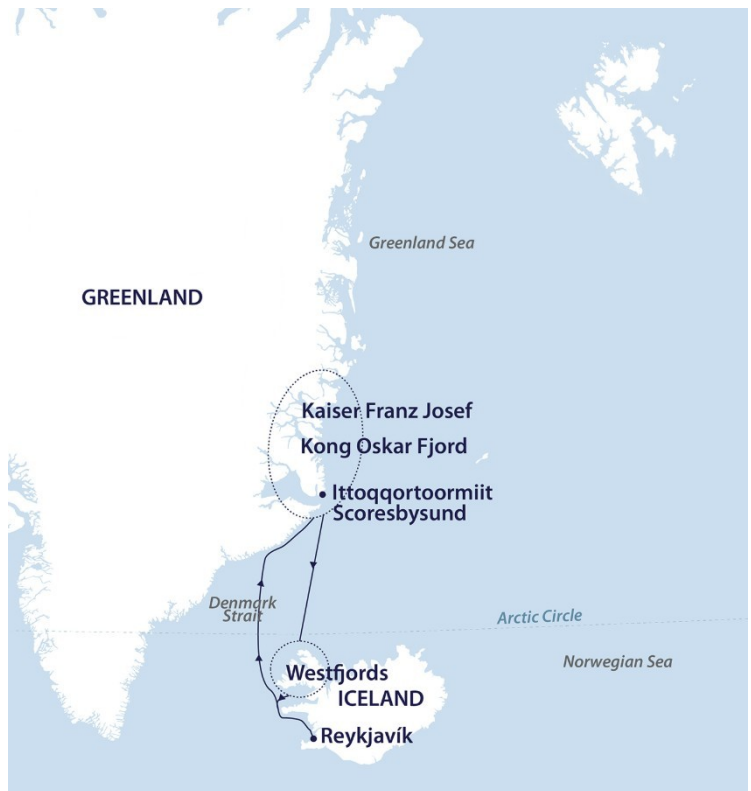 Greenland Sea
GREENLAND
Kaiser Franz Josef
Kong Oskar Fjord
Ittoqqortoormiit
Scoresbysund
Denmark
Strait
Arctic Circle
Norwegian Sea
Westfjords
ICELAND
Reykjavík